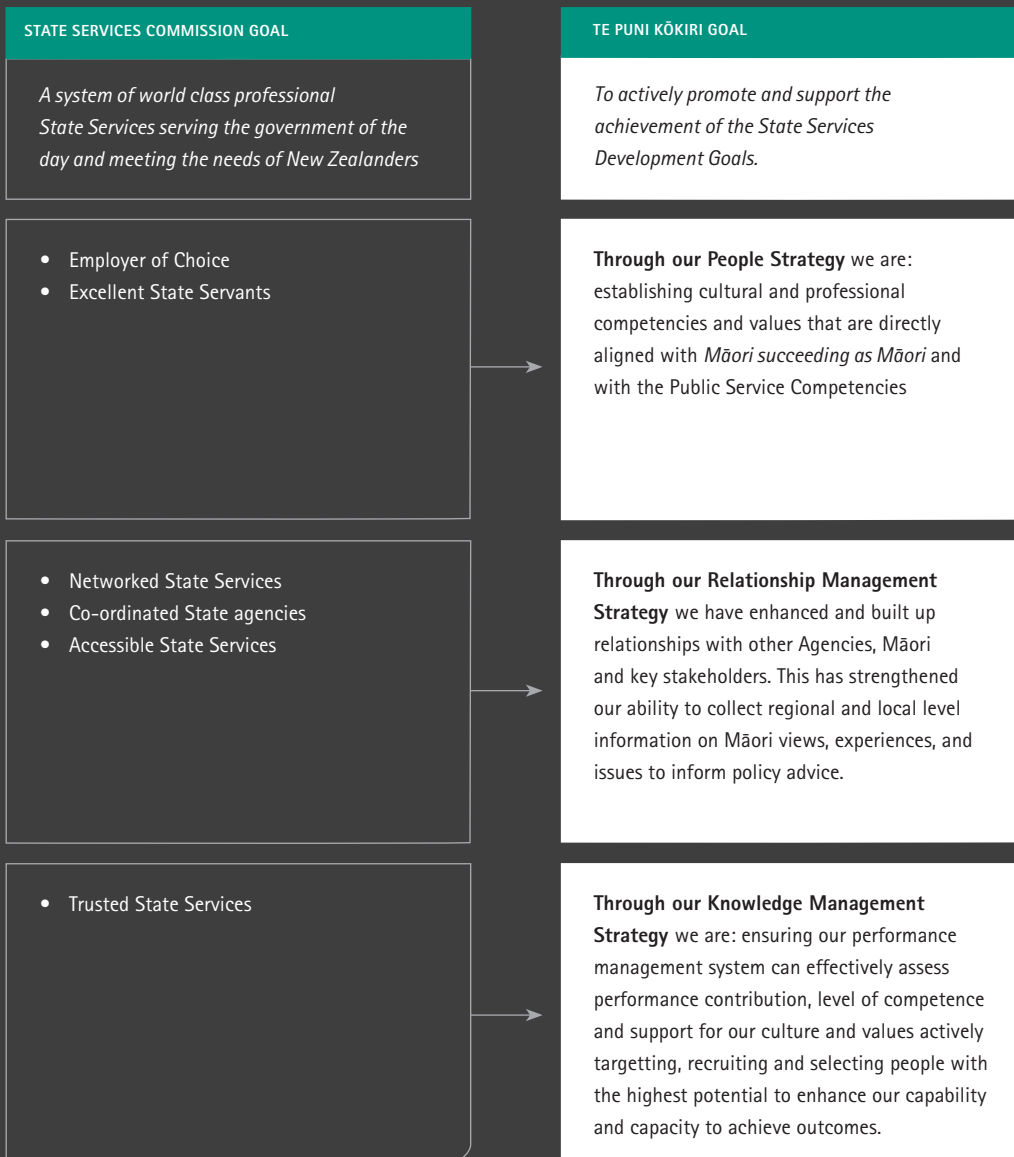 STATE SERVICES COMMISSION GOAL
A system of world class professional
State Services serving the government of the
day and meeting the needs of New Zealanders
TE PUNI KŌKIRI GOAL
To actively promote and support the
achievement of the State Services
Development Goals.
• Employer of Choice
• Excellent State Servants
Through our People Strategy we are:
establishing cultural and professional
competencies and values that are directly
aligned with Māori succeeding as Māori and
with the Public Service Competencies
• Networked State Services
• Co-ordinated State agencies
• Accessible State Services
Through our Relationship Management
Strategy we have enhanced and built up
relationships with other Agencies, Māori
and key stakeholders. This has strengthened
our ability to collect regional and local level
information on Māori views, experiences, and
issues to inform policy advice.
• Trusted State Services
Through our Knowledge Management
Strategy we are: ensuring our performance
management system can effectively assess
performance contribution, level of competence
and support for our culture and values actively
targetting, recruiting and selecting people with
the highest potential to enhance our capability
and capacity to achieve outcomes.